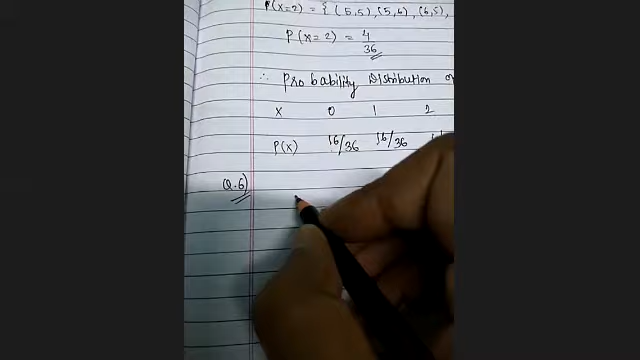 P(X=2) = { (5,5), (5,6), (6,5),
P(x=2) = 4/36
∴ Probability Distribution of
X 0 1 2
P(X) 16/36 16/36
Q.6)